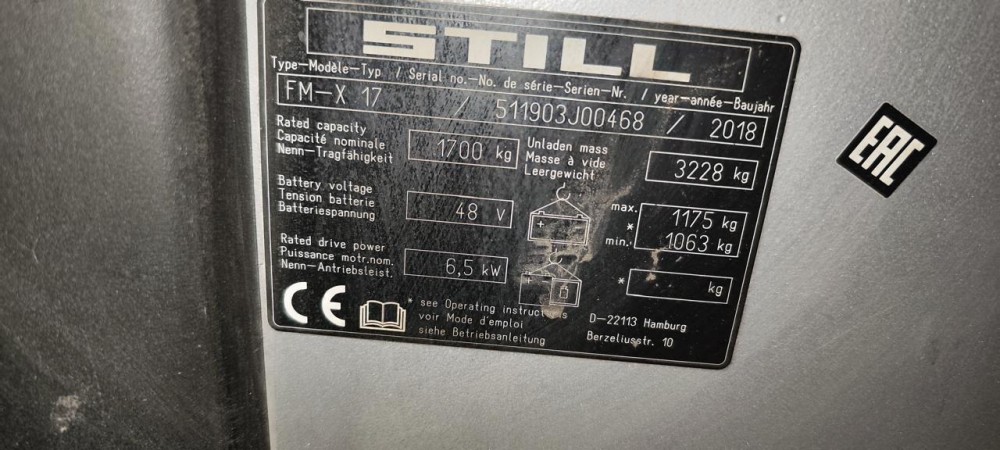 STILL
Type-Modèle-Typ / Serial no.-No. de série-Serien-Nr. / year-année-Baujahr
FM-X 17 / 511903J00468 / 2018
Rated capacity
Capacité nominale
Nenn-Tragfähigkeit
1700 kg
Unladen mass
Masse à vide
Leergewicht
3228 kg
Battery voltage
Tension batterie
Batteriespannung
48 V
max. 1175 kg
*
min. 1063 kg
Rated drive power
Puissance motr.nom.
Nenn-Antriebsleist.
6,5 kW
* kg
CE
* see Operating instructions
voir Mode d'emploi
siehe Betriebsanleitung
D-22113 Hamburg
Berzeliusstr. 10
EAC